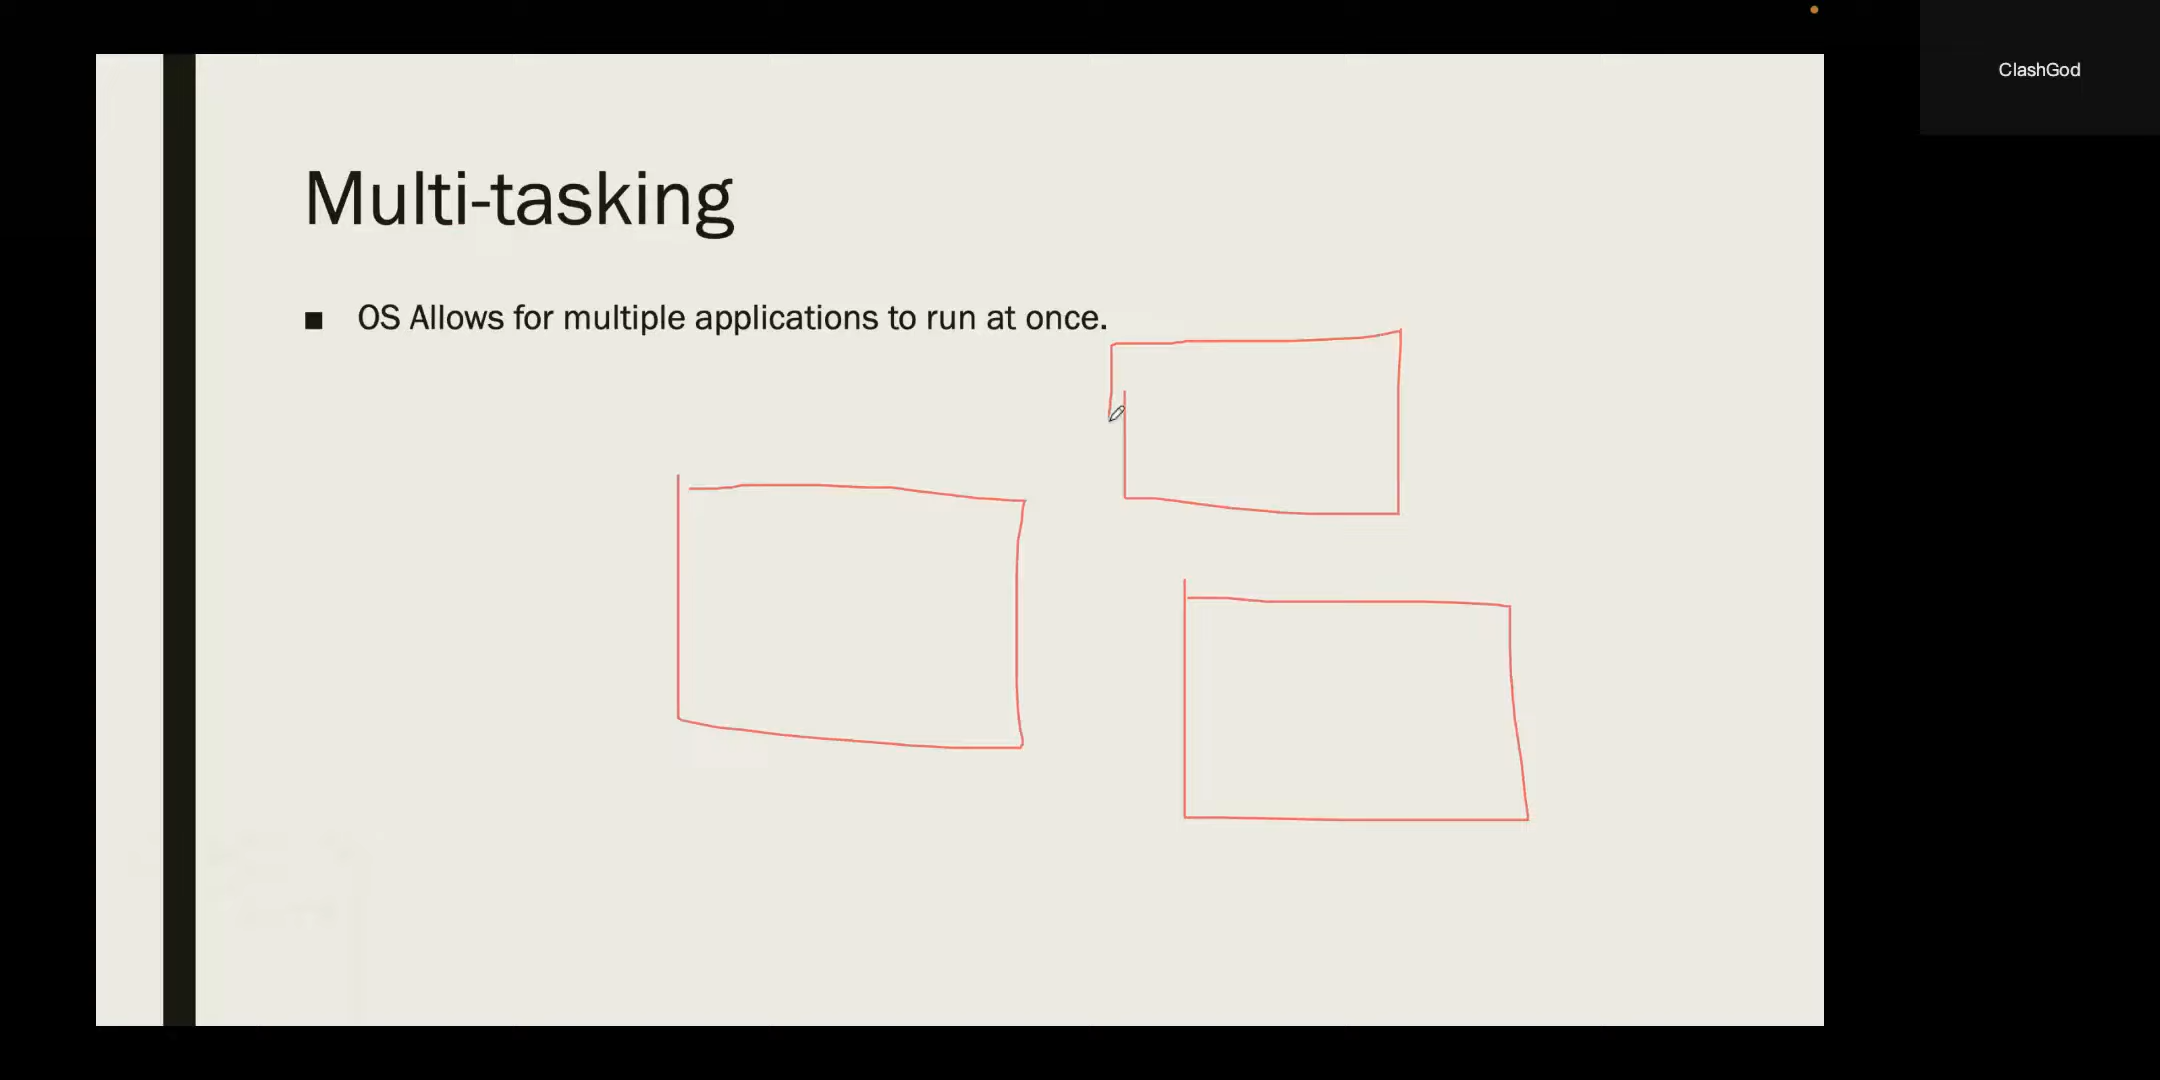 ClashGod
Multi-tasking
■ OS Allows for multiple applications to run at once.